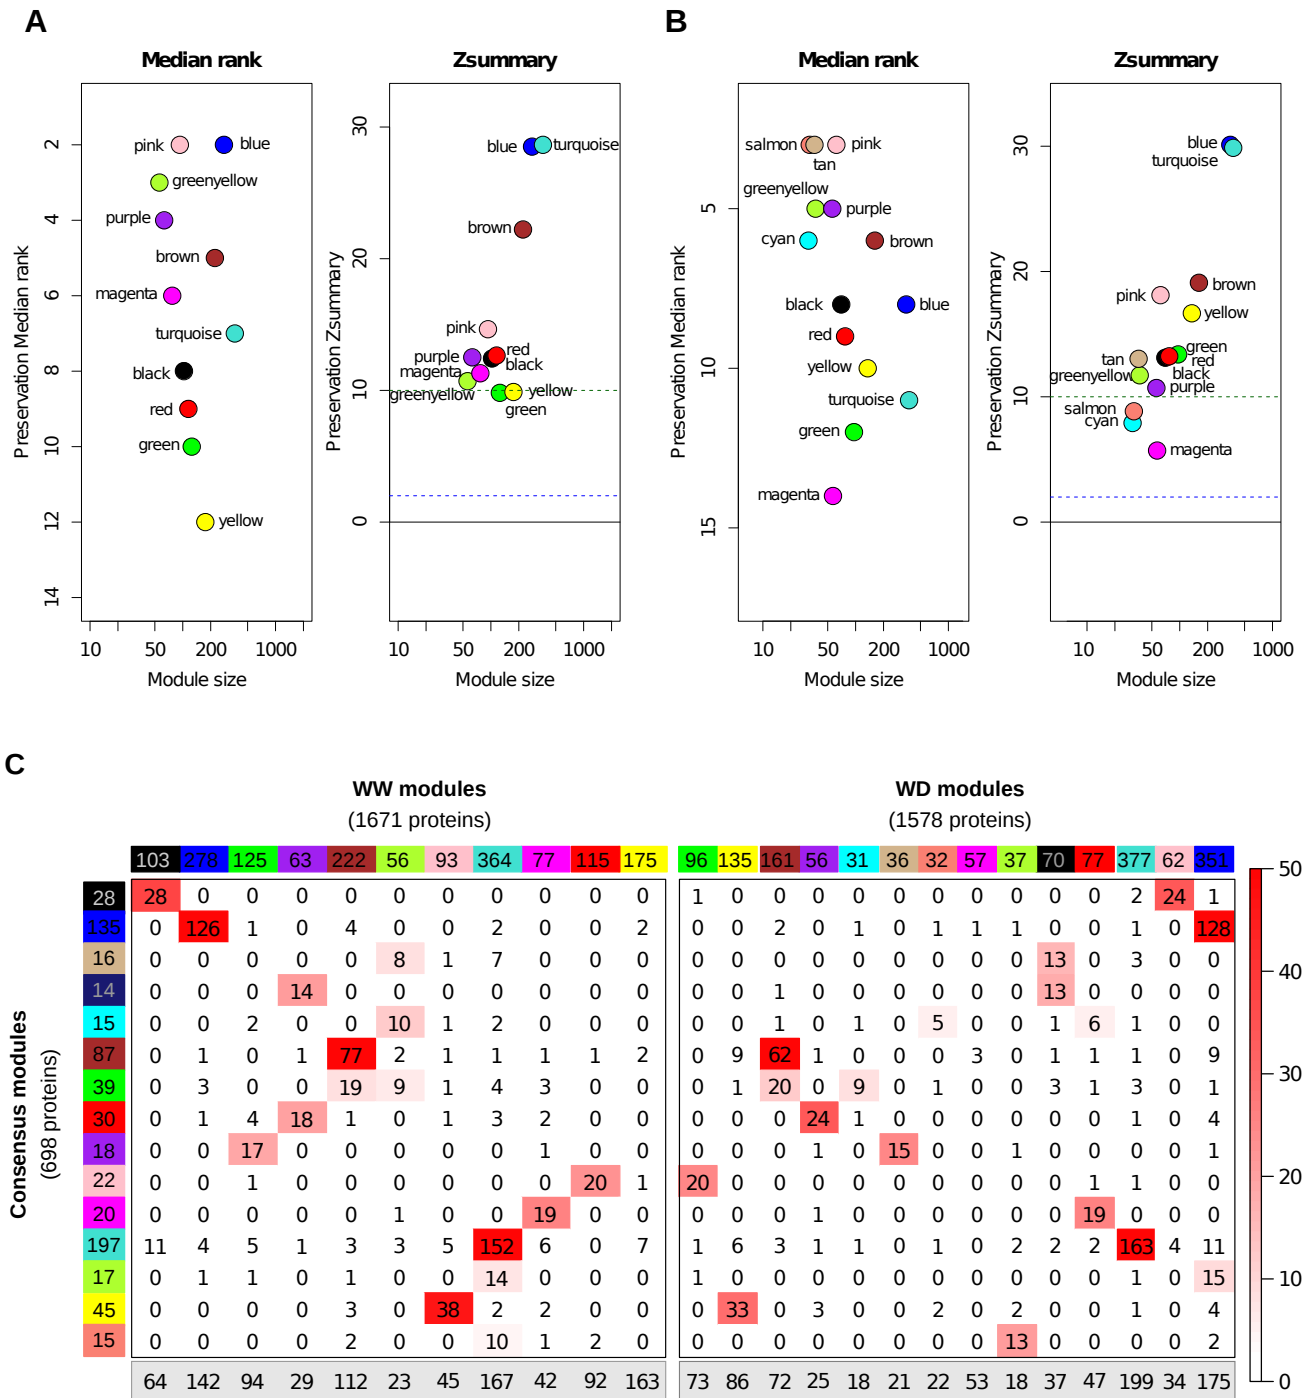 A
B
Median rank
Zsummary
Median rank
Zsummary
Preservation Median rank
2
4
6
8
10
12
14
pink
blue
greenyellow
purple
brown
magenta
turquoise
black
red
green
yellow
10
50
200
1000
Module size
Preservation Zsummary
30
20
10
0
blue
turquoise
brown
pink
red
purple
black
magenta
greenyellow
yellow
green
10
50
200
1000
Module size
Preservation Median rank
5
10
15
salmon
pink
tan
greenyellow
purple
cyan
brown
black
blue
red
yellow
turquoise
green
magenta
10
50
200
1000
Module size
Preservation Zsummary
30
20
10
0
blue
turquoise
brown
pink
yellow
green
tan
red
greenyellow
black
purple
salmon
cyan
magenta
10
50
200
1000
Module size
C
WW modules
WD modules
(1671 proteins)
(1578 proteins)
103 278 125 63 222 56 93 364 77 115 175 96 135 161 56 31 36 32 57 37 70 77 377 62 351
Consensus modules
(698 proteins)
28 28 0 0 0 0 0 0 0 0 0 0 1 0 0 0 0 0 0 0 0 0 0 2 24 1
135 0 126 1 0 4 0 0 2 0 0 2 0 0 2 0 1 0 1 1 1 0 0 1 0 128
16 0 0 0 0 0 8 1 7 0 0 0 0 0 0 0 0 0 0 0 0 13 0 3 0 0
14 0 0 0 14 0 0 0 0 0 0 0 0 0 1 0 0 0 0 0 0 13 0 0 0 0
15 0 0 2 0 0 10 1 2 0 0 0 0 0 1 0 1 0 5 0 0 1 6 1 0 0
87 0 1 0 1 77 2 1 1 1 1 2 0 9 62 1 0 0 0 3 0 1 1 1 0 9
39 0 3 0 0 19 9 1 4 3 0 0 0 1 20 0 9 0 1 0 0 3 1 3 0 1
30 0 1 4 18 1 0 1 3 2 0 0 0 0 0 24 1 0 0 0 0 0 0 1 0 4
18 0 0 17 0 0 0 0 0 1 0 0 0 0 0 1 0 15 0 0 1 0 0 0 0 1
22 0 0 1 0 0 0 0 0 0 20 1 20 0 0 0 0 0 0 0 0 0 1 1 0 0
20 0 0 0 0 0 1 0 0 19 0 0 0 0 0 1 0 0 0 0 0 0 19 0 0 0
197 11 4 5 1 3 3 5 152 6 0 7 1 6 3 1 1 0 1 0 2 2 2 163 4 11
17 0 1 1 0 1 0 0 14 0 0 0 1 0 0 0 0 0 0 0 0 0 0 1 0 15
45 0 0 0 0 3 0 38 2 2 0 0 0 33 0 3 0 0 2 0 2 0 0 1 0 4
15 0 0 0 0 2 0 0 10 1 2 0 0 0 0 0 0 0 0 0 13 0 0 0 0 2
64 142 94 29 112 23 45 167 42 92 163 73 86 72 25 18 21 22 53 18 37 47 199 34 175
50
40
30
20
10
0